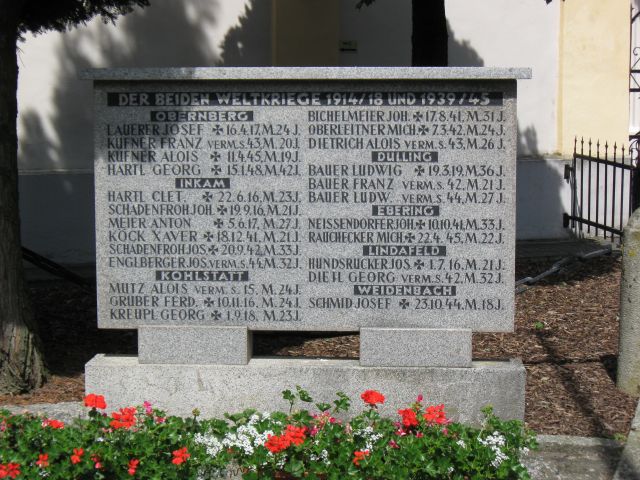 DER BEIDEN WELTKRIEGE 1914/18 UND 1939/45
OBERNBERG
LAUERER JOSEF ✠ 16.4.17, M.24 J.
KUFNER FRANZ VERM. S. 43, M.20 J.
KUFNER ALOIS ✠ 11.4.45, M.19 J.
HARTL GEORG ✠ 15.1.48, M.42 J.
INKAM
HARTL CLET. ✠ 22.6.16, M.23 J.
SCHADENFROH JOH. ✠ 19.9.16, M.21 J.
MEIER ANTON ✠ 5.6.17, M.27 J.
KOCK XAVER ✠ 18.12.41, M.21 J.
SCHADENFROH JOS. ✠ 20.9.42, M.33 J.
ENGLBERGER JOS. VERM. S. 44, M.32 J.
KOHLSTATT
MUTZ ALOIS VERM. S. 15, M.24 J.
GRUBER FERD. ✠ 10.11.16, M.24 J.
KREUPL GEORG ✠ 1.9.18, M.23 J.
BICHELMEIER JOH. ✠ 17.8.41, M.31 J.
OBERLEITNER MICH. ✠ 7.3.42, M.24 J.
DIETRICH ALOIS VERM. S. 43, M.26 J.
DULLING
BAUER LUDWIG ✠ 19.3.19, M.36 J.
BAUER FRANZ VERM. S. 42, M.21 J.
BAUER LUDW. VERM. S. 44, M.27 J.
EBERING
NEISSENDORFER JOH. ✠ 10.10.41, M.33 J.
RAUCHECKER MICH. ✠ 22.4.45, M.22 J.
LINDAFELD
HUNDSRUCKER JOS. ✠ 1.7.16, M.21 J.
DIETL GEORG VERM. S. 42, M.32 J.
WEIDENBACH
SCHMID JOSEF ✠ 23.10.44, M.18 J.